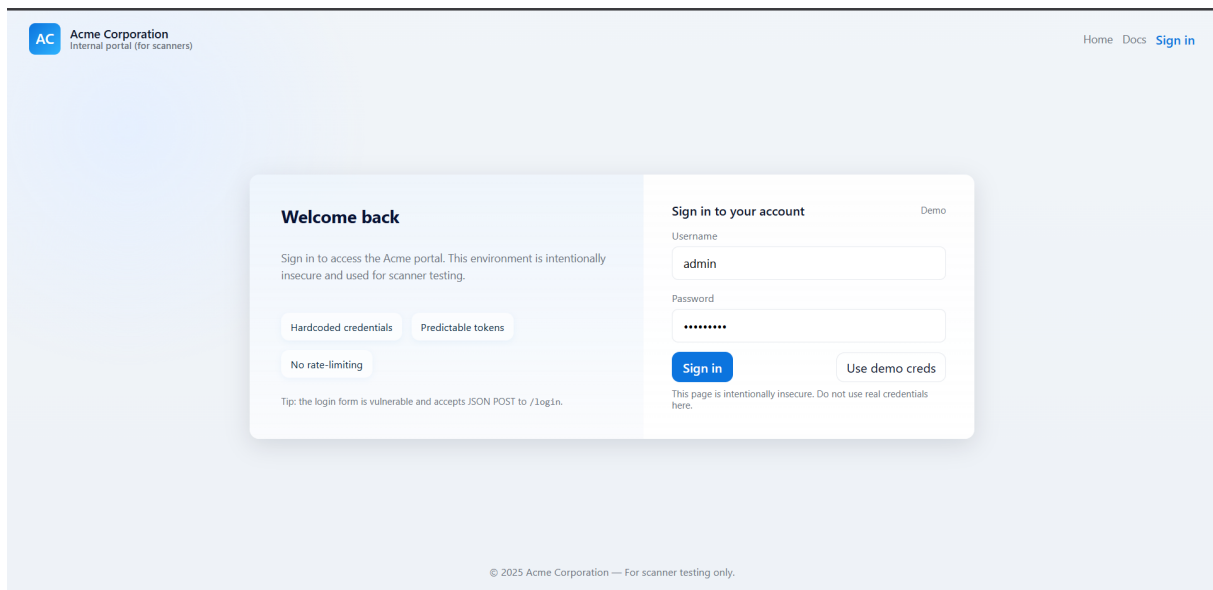 AC
Acme Corporation
Internal portal (for scanners)
Home Docs Sign in
Welcome back
Sign in to access the Acme portal. This environment is intentionally
insecure and used for scanner testing.
Hardcoded credentials Predictable tokens
No rate-limiting
Tip: the login form is vulnerable and accepts JSON POST to /login.
Sign in to your account Demo
Username
admin
Password
•••••••••
Sign in Use demo creds
This page is intentionally insecure. Do not use real credentials
here.
© 2025 Acme Corporation — For scanner testing only.